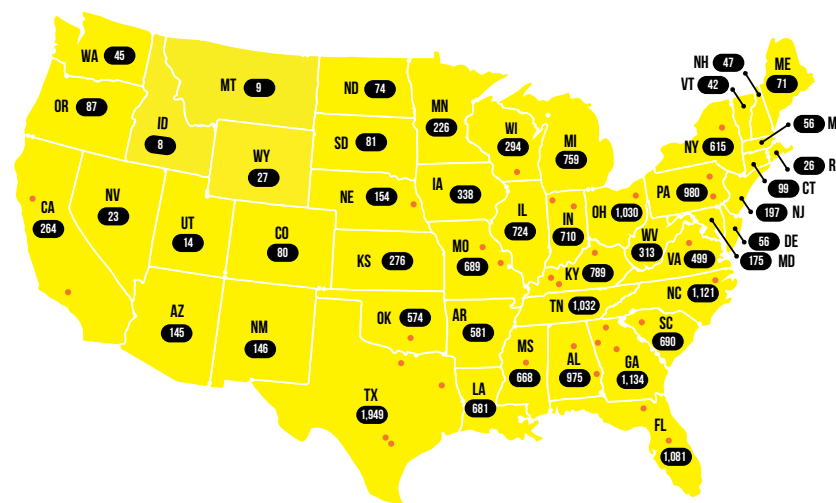 WA 45
OR 87
ID
8
MT 9
WY
27
ND 74
SD 81
NE 154
KS 276
OK 574
TX
1,949
CA
264
NV
23
UT
14
AZ
145
CO
80
NM
146
MN
226
IA 338
MO
689
AR
581
LA
681
WI
294
IL
724
MI
759
IN
710
OH 1,030
KY 789
TN 1,032
MS
668
AL
975
GA
1,134
FL
1,081
SC
690
NC 1,121
VA 499
WV
313
PA 980
NY 615
VT 42
NH 47
ME
71
56 M
26 R
99 CT
197 NJ
56 DE
175 MD